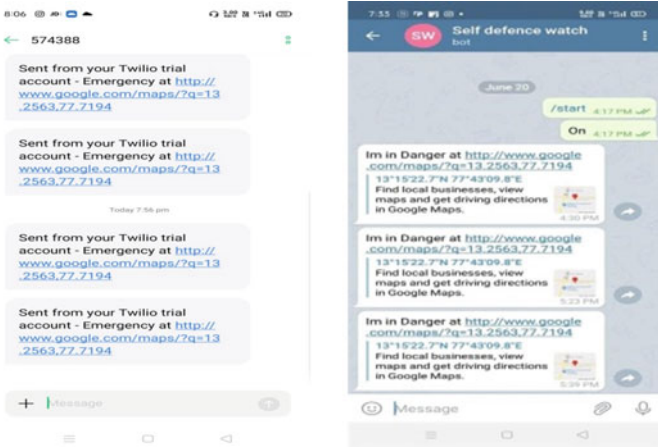 8:06
574388
Sent from your Twilio trial
account - Emergency at http://
www.google.com/maps/?q=13
.2563,77.7194
Sent from your Twilio trial
account - Emergency at http://
www.google.com/maps/?q=13
.2563,77.7194
Today 7:56 pm
Sent from your Twilio trial
account - Emergency at http://
www.google.com/maps/?q=13
.2563,77.7194
Sent from your Twilio trial
account - Emergency at http://
www.google.com/maps/?q=13
.2563,77.7194
Message
7:35
SW
Self defence watch
bot
June 20
/start 4:17 PM
On 4:17 PM
Im in Danger at http://www.google
.com/maps/?q=13.2563,77.7194
13°15'22.7"N 77°43'09.8"E
Find local businesses, view
maps and get driving directions
in Google Maps.
4:30 PM
Im in Danger at http://www.google
.com/maps/?q=13.2563,77.7194
13°15'22.7"N 77°43'09.8"E
Find local businesses, view
maps and get driving directions
in Google Maps.
5:23 PM
Im in Danger at http://www.google
.com/maps/?q=13.2563,77.7194
13°15'22.7"N 77°43'09.8"E
Find local businesses, view
maps and get driving directions
in Google Maps.
5:39 PM
Message